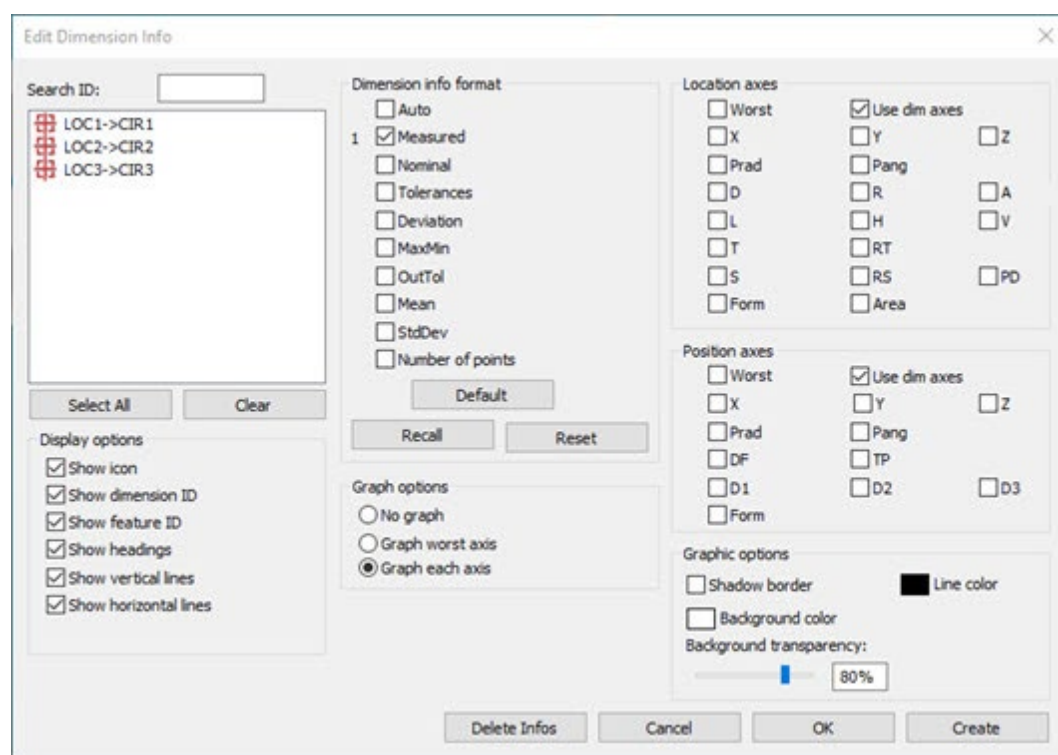 Edit Dimension Info
Search ID:
LOC1->CIR1
LOC2->CIR2
LOC3->CIR3
Select All Clear
Display options
Show icon
Show dimension ID
Show feature ID
Show headings
Show vertical lines
Show horizontal lines
Dimension info format
Auto
1 Measured
Nominal
Tolerances
Deviation
MaxMin
OutTol
Mean
StdDev
Number of points
Default
Recall Reset
Graph options
No graph
Graph worst axis
Graph each axis
Location axes
Worst Use dim axes
X Y Z
Prad Pang
D R A
L H V
T RT
S RS PD
Form Area
Position axes
Worst Use dim axes
X Y Z
Prad Pang
DF TP
D1 D2 D3
Form
Graphic options
Shadow border Line color
Background color
Background transparency:
80%
Delete Infos Cancel OK Create